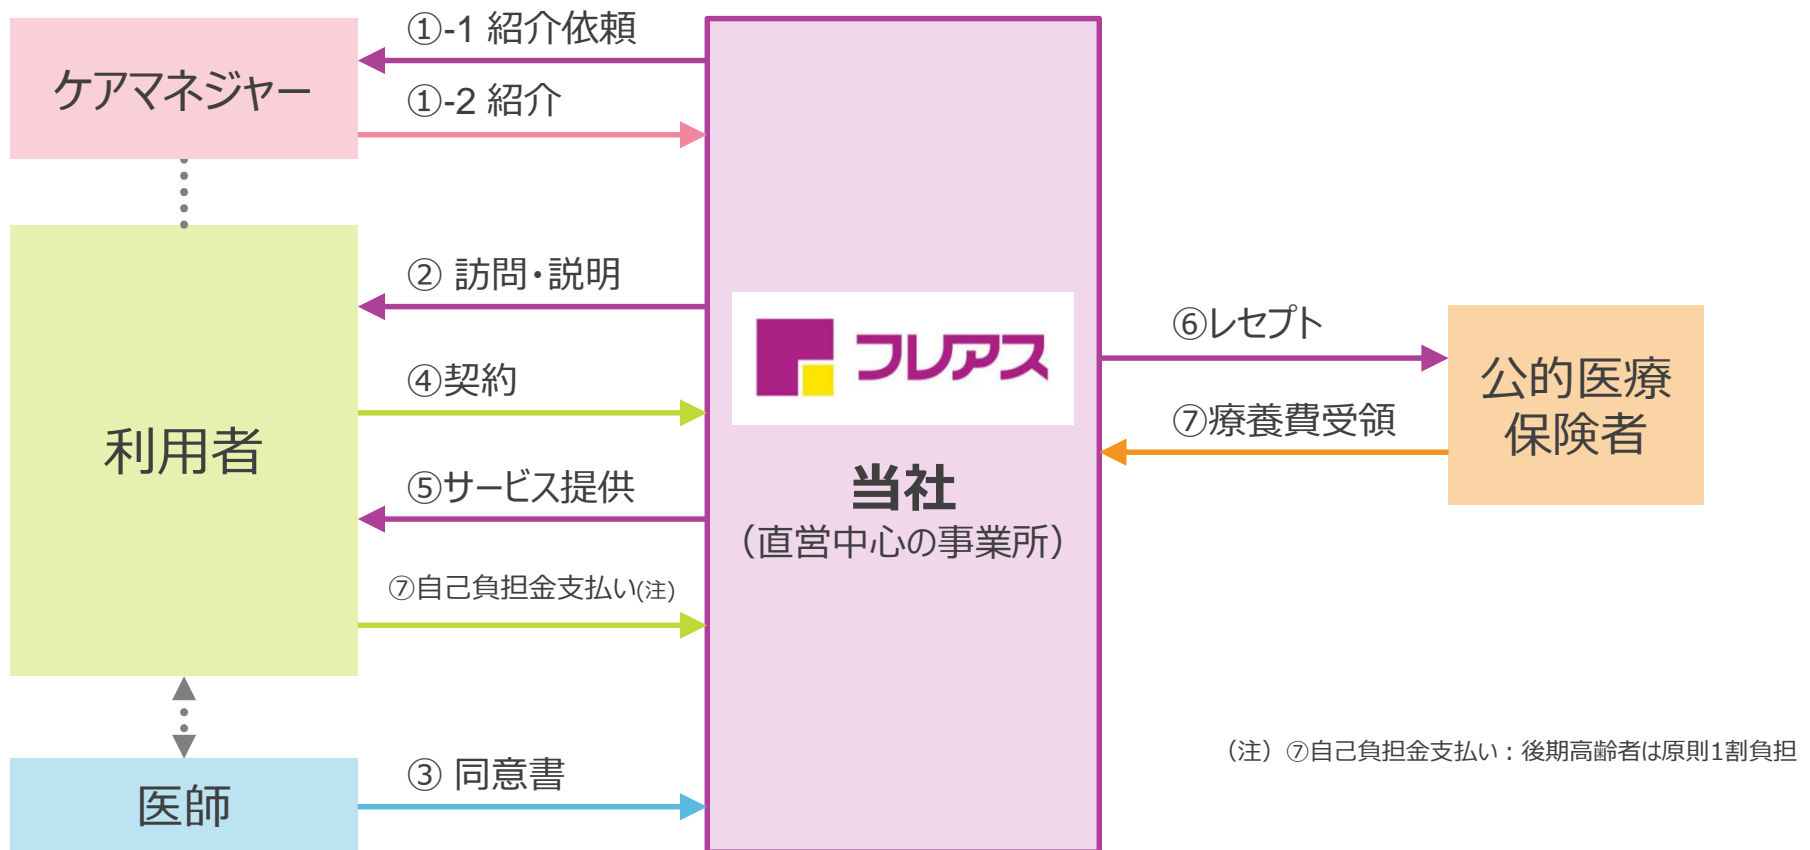 ①-1 紹介依頼
ケアマネジャー
①-2 紹介
② 訪問・説明
④契約
利用者
⑤サービス提供
⑦自己負担金支払い(注)
③ 同意書
医師
フレアス
当社
（直営中心の事業所）
⑥レセプト
⑦療養費受領
公的医療
保険者
（注）⑦自己負担金支払い：後期高齢者は原則1割負担